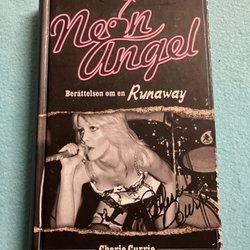 Neon
Angel
Berättelsen om en Runaway
Cherie Currie